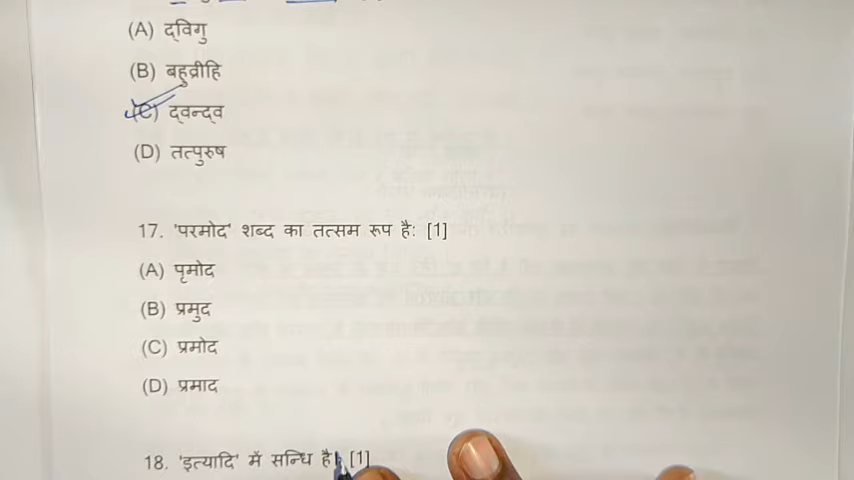 (A) द्विगु
(B) बहुव्रीहि
(C) द्वन्द्व
(D) तत्पुरुष
17. 'परमोद' शब्द का तत्सम रूप है: [1]
(A) पृमोद
(B) प्रमुद
(C) प्रमोद
(D) प्रमाद
18. 'इत्यादि' में सन्धि है। [1]